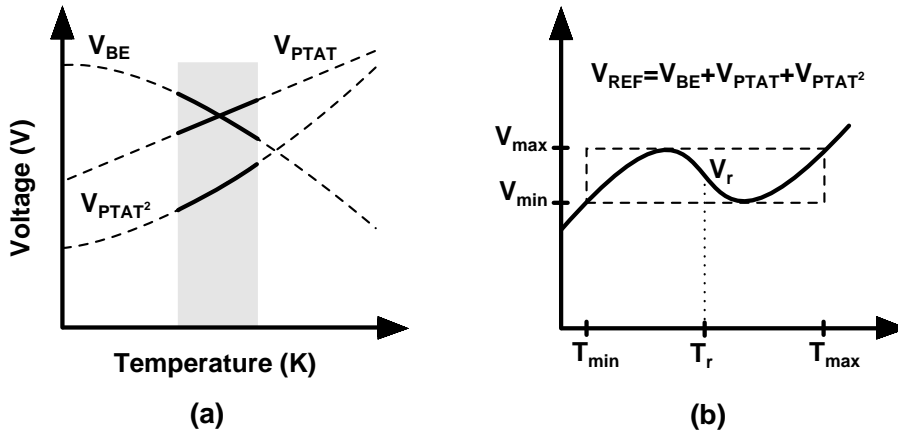 V_BE
V_PTAT
V_PTAT²
Voltage (V)
Temperature (K)
(a)
V_REF=V_BE+V_PTAT+V_PTAT²
V_max
V_r
V_min
T_min
T_r
T_max
(b)